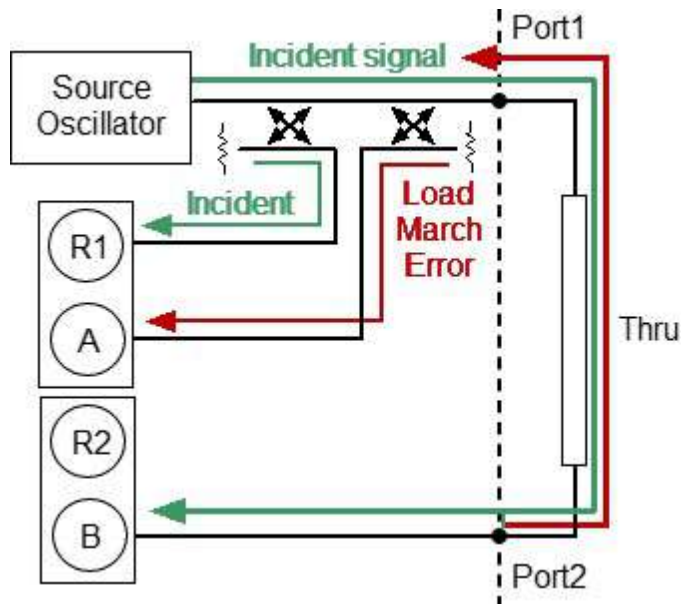 Port1
Incident signal
Source
Oscillator
Incident
Load
March
Error
R1
A
Thru
R2
B
Port2